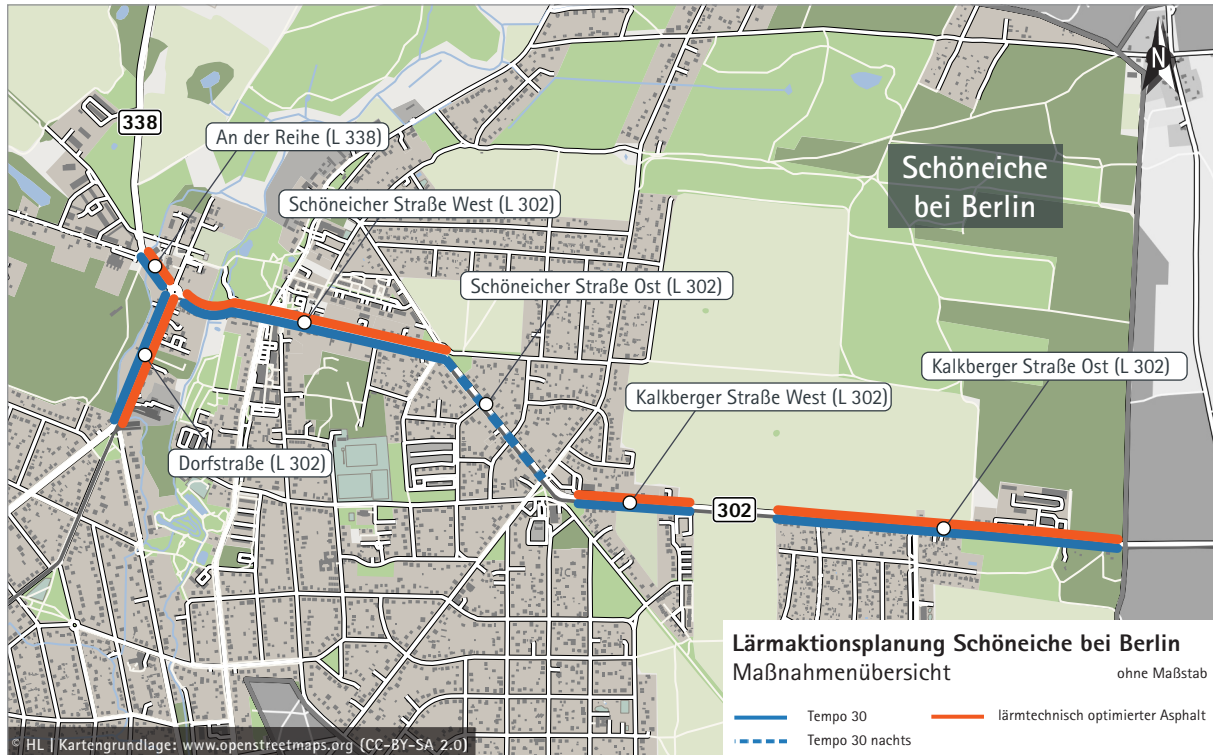 N
338
An der Reihe (L 338)
Schöneiche
bei Berlin
Schöneicher Straße West (L 302)
Schöneicher Straße Ost (L 302)
Kalkberger Straße Ost (L 302)
Kalkberger Straße West (L 302)
Dorfstraße (L 302)
302
Lärmaktionsplanung Schöneiche bei Berlin
Maßnahmenübersicht
ohne Maßstab
Tempo 30
lärmtechnisch optimierter Asphalt
Tempo 30 nachts
© HL | Kartengrundlage: www.openstreetmaps.org (CC-BY-SA 2.0)